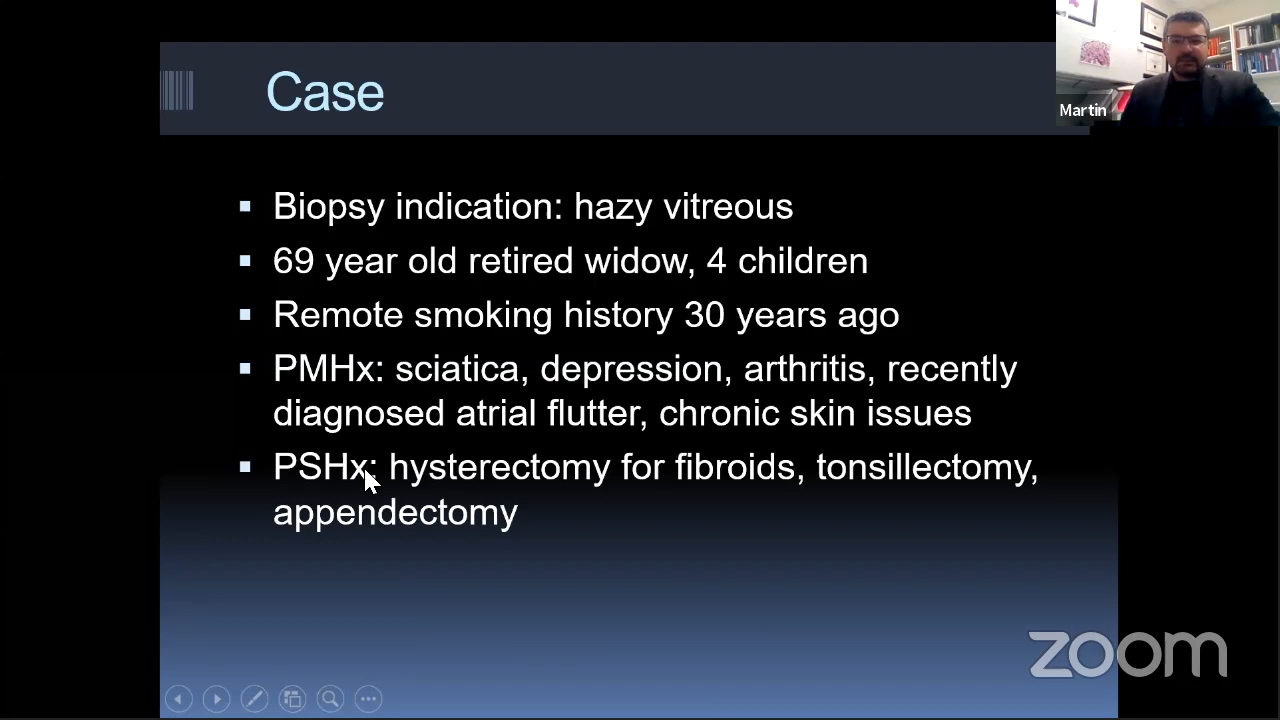 Case
Martin
▪ Biopsy indication: hazy vitreous
▪ 69 year old retired widow, 4 children
▪ Remote smoking history 30 years ago
▪ PMHx: sciatica, depression, arthritis, recently
diagnosed atrial flutter, chronic skin issues
▪ PSHx: hysterectomy for fibroids, tonsillectomy,
appendectomy
zoom